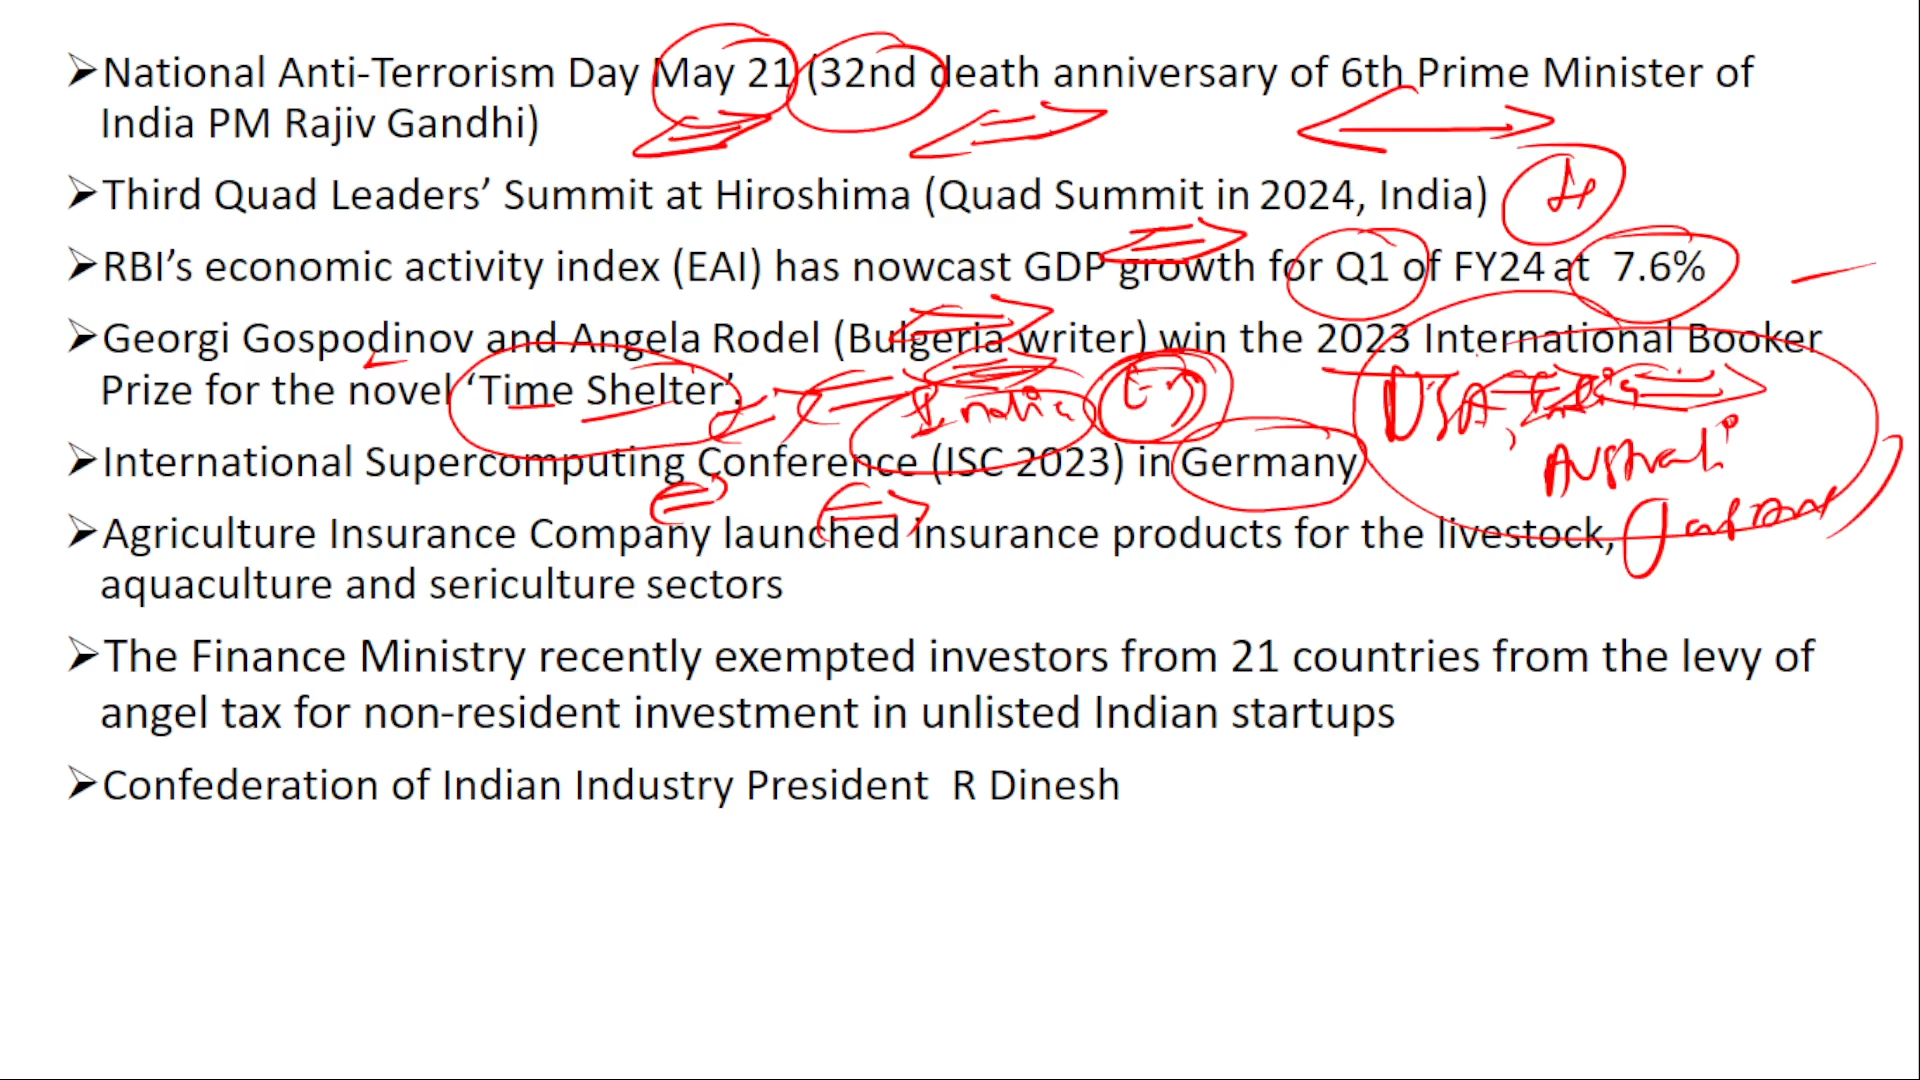 ➢National Anti-Terrorism Day May 21 (32nd death anniversary of 6th Prime Minister of
India PM Rajiv Gandhi)
➢Third Quad Leaders’ Summit at Hiroshima (Quad Summit in 2024, India)
➢RBI’s economic activity index (EAI) has nowcast GDP growth for Q1 of FY24 at 7.6%
➢Georgi Gospodinov and Angela Rodel (Bulgeria writer) win the 2023 International Booker
Prize for the novel ‘Time Shelter’.
India
USA, India
Australi
Japan
➢International Supercomputing Conference (ISC 2023) in Germany
➢Agriculture Insurance Company launched insurance products for the livestock,
aquaculture and sericulture sectors
➢The Finance Ministry recently exempted investors from 21 countries from the levy of
angel tax for non-resident investment in unlisted Indian startups
➢Confederation of Indian Industry President R Dinesh